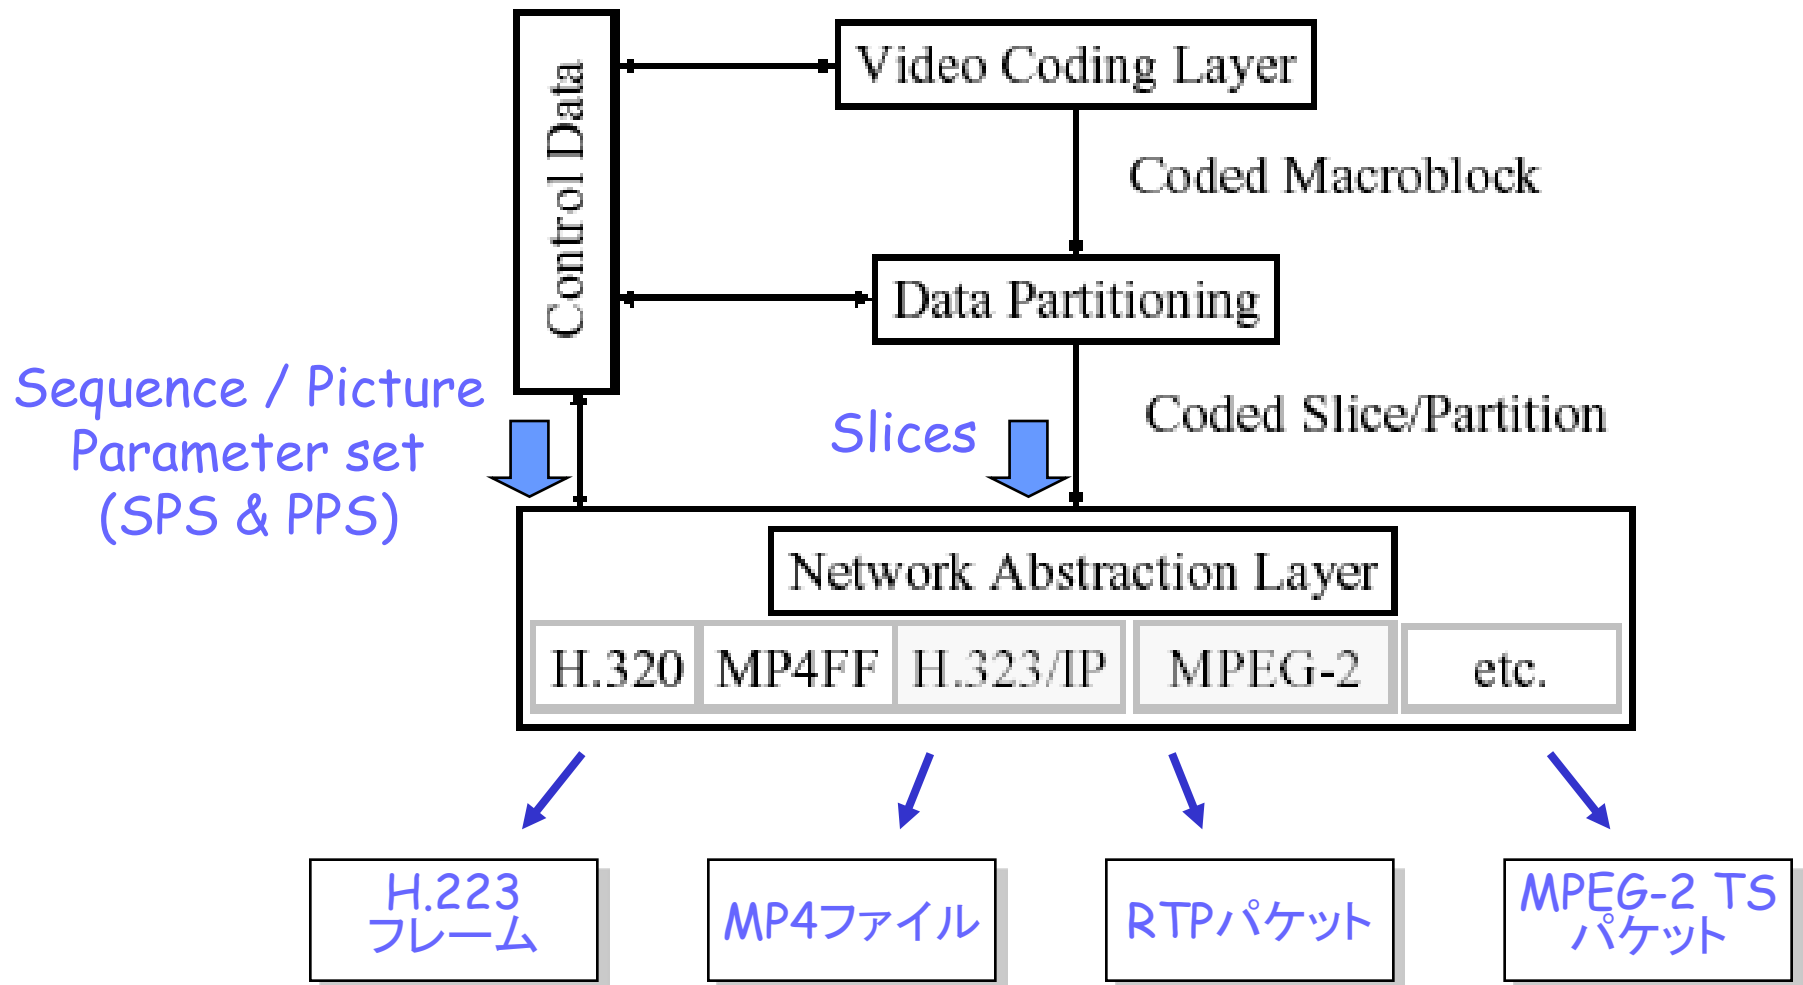 Control Data
Video Coding Layer
Coded Macroblock
Data Partitioning
Sequence / Picture
Parameter set
(SPS & PPS)
Slices
Coded Slice/Partition
Network Abstraction Layer
H.320
MP4FF
H.323/IP
MPEG-2
etc.
H.223
フレーム
MP4ファイル
RTPパケット
MPEG-2 TS
パケット